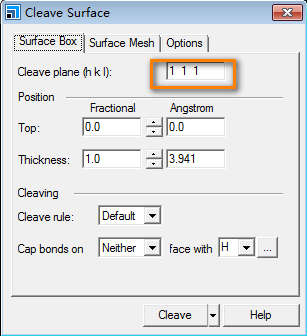 Cleave Surface
Surface Box Surface Mesh Options
Cleave plane (h k l): 1 1 1
Position
Fractional Angstrom
Top: 0.0 0.0
Thickness: 1.0 3.941
Cleaving
Cleave rule: Default
Cap bonds on Neither face with H ...
Cleave Help